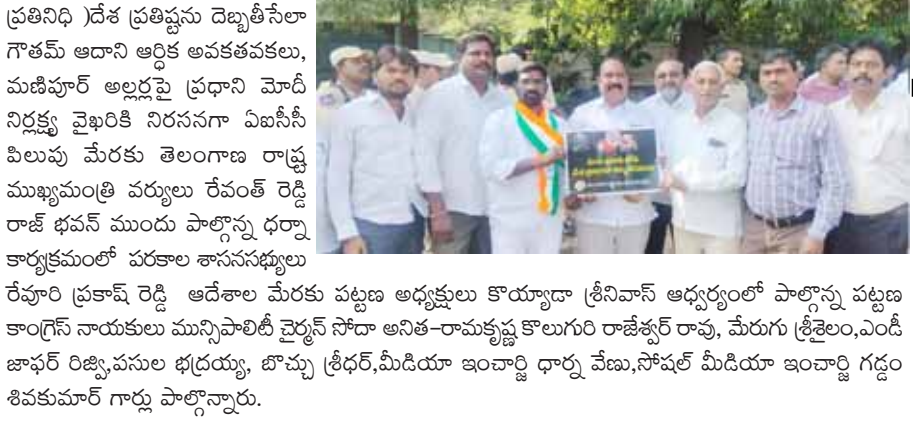 ప్రతినిధి )దేశ ప్రతిష్టను దెబ్బతీసేలా
గౌతమ్ ఆదాని ఆర్ధిక అవకతవకలు,
మణిపూర్ అల్లర్లపై ప్రధాని మోదీ
నిర్లక్ష్య వైఖరికి నిరసనగా ఏఐసీసీ
పిలుపు మేరకు తెలంగాణ రాష్ట్ర
ముఖ్యమంత్రి వర్యులు రేవంత్ రెడ్డి
రాజ్ భవన్ ముందు పాల్గొన్న ధర్నా
కార్యక్రమంలో పరకాల శాసనసభ్యులు
రేవూరి ప్రకాష్ రెడ్డి ఆదేశాల మేరకు పట్టణ అధ్యక్షులు కొయ్యాడా శ్రీనివాస్ ఆధ్వర్యంలో పాల్గొన్న పట్టణ
కాంగ్రెస్ నాయకులు మున్సిపాలిటీ చైర్మన్ సోదా అనిత-రామకృష్ణ కొలుగురి రాజేశ్వర్ రావు, మేరుగు శ్రీశైలం,ఎండీ
జాఫర్ రిజ్వి,పసుల భద్రయ్య, బొచ్చు శ్రీధర్,మీడియా ఇంచార్జి ధార్న వేణు,సోషల్ మీడియా ఇంచార్జి గడ్డం
శివకుమార్ గార్లు పాల్గొన్నారు.